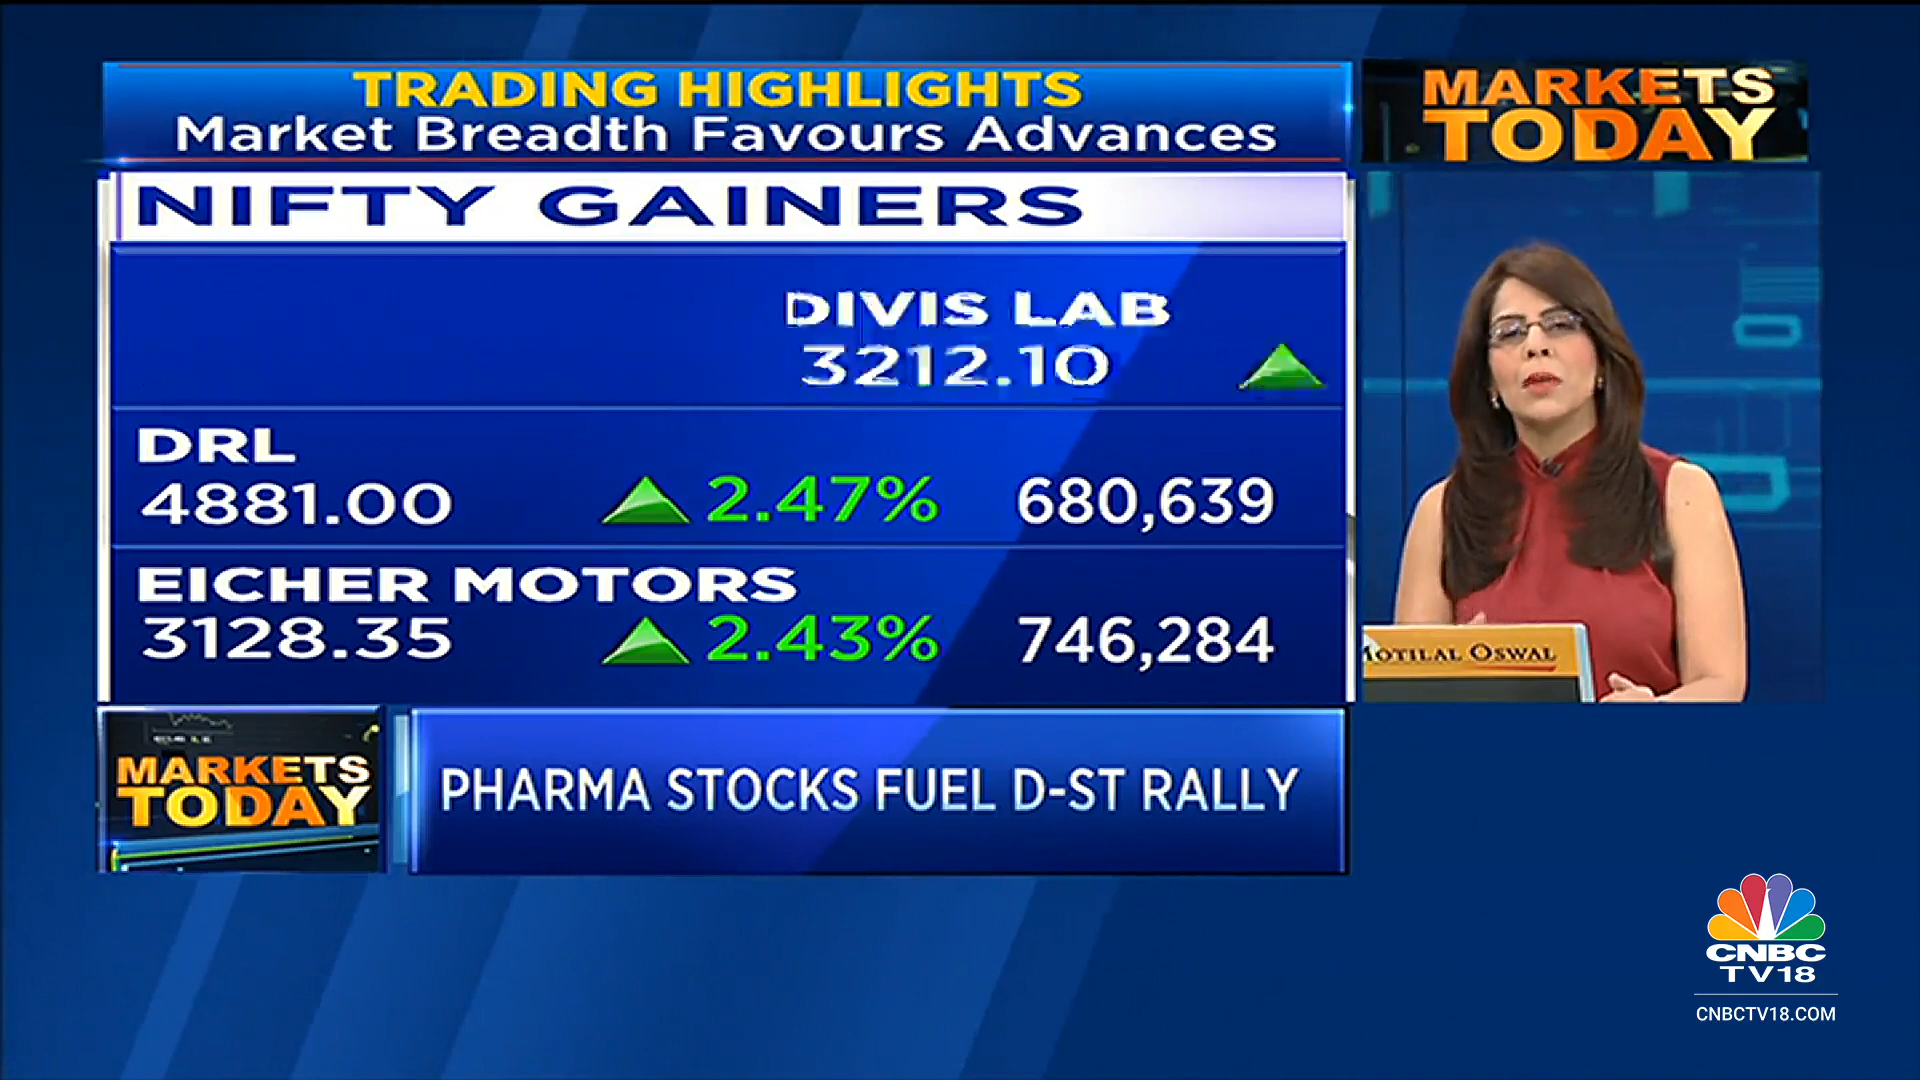 TRADING HIGHLIGHTS
Market Breadth Favours Advances
MARKETS
TODAY
NIFTY GAINERS
DIVIS LAB
3212.10
DRL
4881.00 2.47% 680,639
EICHER MOTORS
3128.35 2.43% 746,284
MOTILAL OSWAL
MARKETS
TODAY
PHARMA STOCKS FUEL D-ST RALLY
CNBC
TV18
CNBCTV18.COM